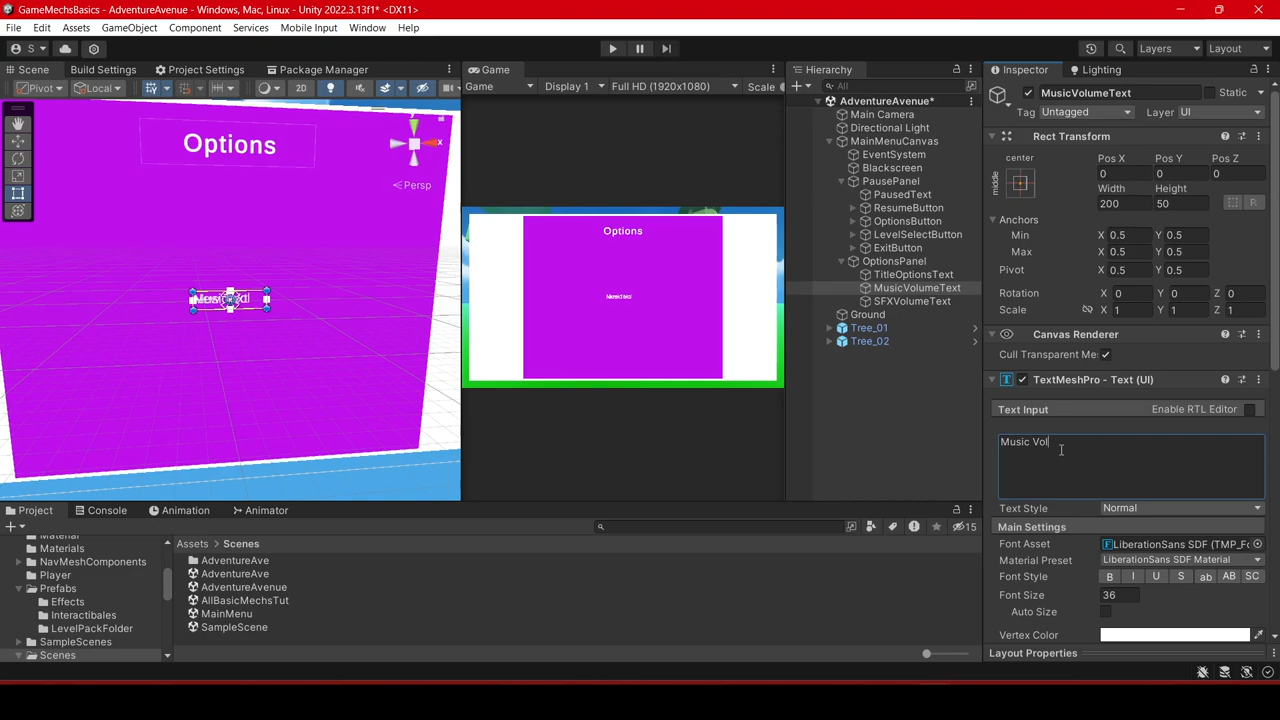 GameMechsBasics - AdventureAvenue - Windows, Mac, Linux - Unity 2022.3.13f1* <DX11>
File Edit Assets GameObject Component Services Mobile Input Window Help
S Layers Layout
Scene Build Settings Project Settings Package Manager
Pivot Local 2D
Options
y
x
Persp
Game
Game Display 1 Full HD (1920x1080) Scale
Options
Hierarchy
All
AdventureAvenue*
Main Camera
Directional Light
MainMenuCanvas
EventSystem
Blackscreen
PausePanel
PausedText
ResumeButton
OptionsButton
LevelSelectButton
ExitButton
OptionsPanel
TitleOptionsText
MusicVolumeText
SFXVolumeText
Ground
Tree_01
Tree_02
Inspector Lighting
MusicVolumeText Static
Tag Untagged Layer UI
Rect Transform
center Pos X Pos Y Pos Z
middle 0 0 0
Width Height
200 50 R
Anchors
Min X 0.5 Y 0.5
Max X 0.5 Y 0.5
Pivot X 0.5 Y 0.5
Rotation X 0 Y 0 Z 0
Scale X 1 Y 1 Z 1
Canvas Renderer
Cull Transparent Me
TextMeshPro - Text (UI)
Text Input Enable RTL Editor
Music Vol
Text Style Normal
Main Settings
Font Asset LiberationSans SDF (TMP_Fo
Material Preset LiberationSans SDF Material
Font Style B I U S ab AB SC
Font Size 36
Auto Size
Vertex Color
Layout Properties
Project Console Animation Animator
15
Material
Materials
NavMeshComponents
Player
Prefabs
Effects
Interactibales
LevelPackFolder
SampleScenes
Scenes
Assets > Scenes
AdventureAve
AdventureAve
AdventureAvenue
AllBasicMechsTut
MainMenu
SampleScene